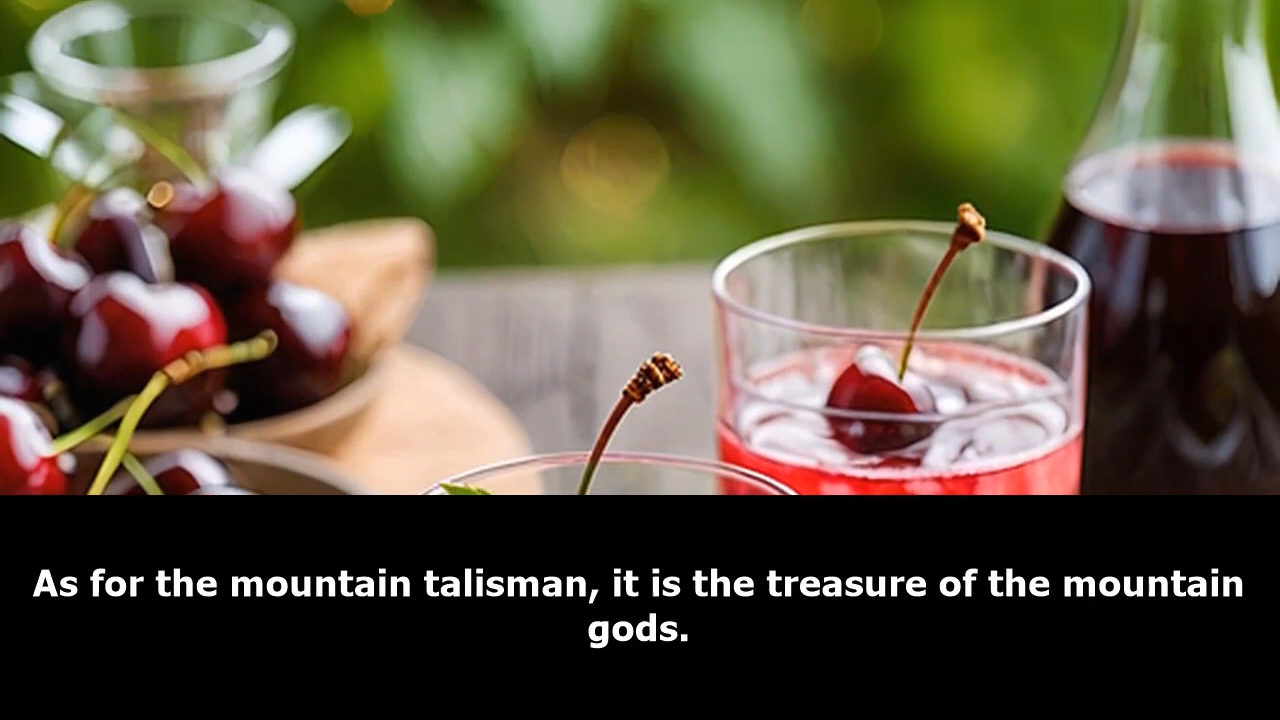 As for the mountain talisman, it is the treasure of the mountain
gods.